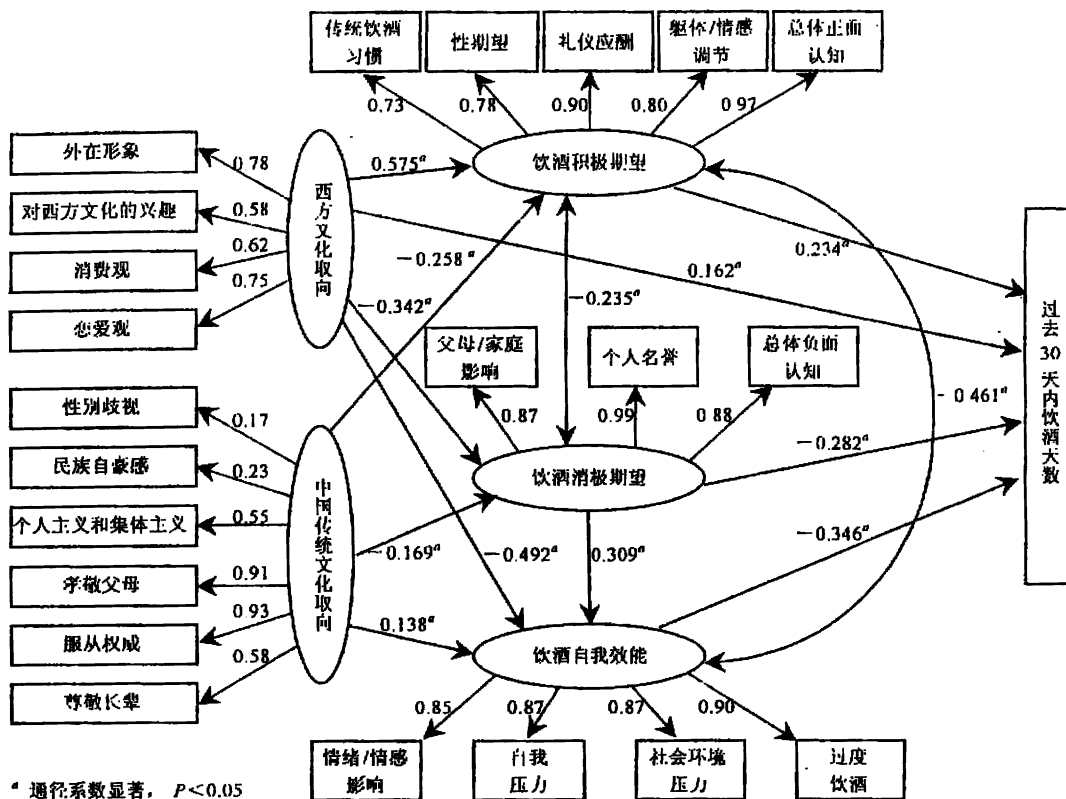 传统饮酒
习惯
性期望
礼仪应酬
躯体/情感
调节
总体正面
认知
0.73
0.78
0.90
0.80
0.97
外在形象
对西方文化的兴趣
消费观
恋爱观
0.78
0.58
0.62
0.75
西方文化取向
0.575a
饮酒积极期望
-0.258a
-0.342a
-0.235a
0.234a
0.162a
-0.461a
过去30天内饮酒天数
父母/家庭
影响
个人名誉
总体负面
认知
0.87
0.99
0.88
性别歧视
民族自豪感
个人主义和集体主义
孝敬父母
服从权威
尊敬长辈
0.17
0.23
0.55
0.91
0.93
0.58
中国传统文化取向
饮酒消极期望
-0.282a
-0.169a
-0.492a
0.309a
-0.346a
0.138a
饮酒自我效能
0.85
0.87
0.87
0.90
情绪/情感
影响
自我
压力
社会环境
压力
过度
饮酒
a 通径系数显著， P<0.05